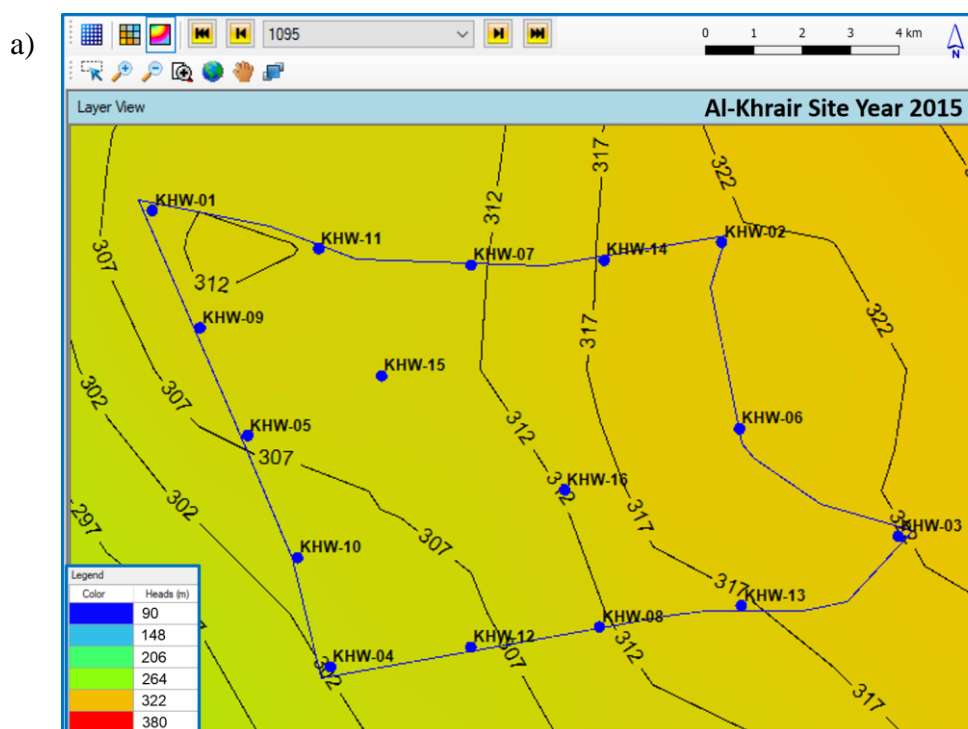 a)
1095
0 1 2 3 4 km
N
Layer View
Al-Khrair Site Year 2015
317
312
322
KHW-01
KHW-02
KHW-11
KHW-14
307
KHW-07
312
322
KHW-09
317
KHW-15
302
307
KHW-06
312
KHW-05
307
KHW-16
312
302
317
297
KHW-03
307
KHW-10
317
Legend
Color Heads (m)
KHW-13
90
148
KHW-08
206
KHW-12
312
264
KHW-04
307
302
322
317
380